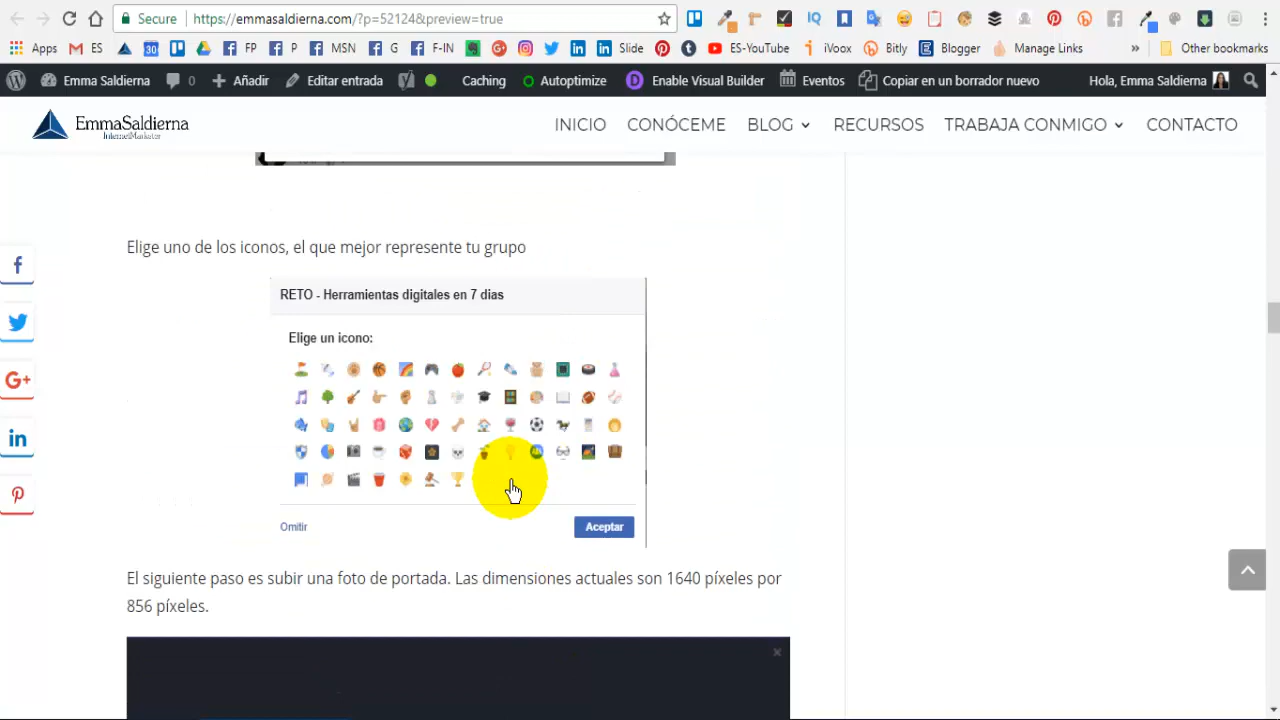 Secure https://emmasaldierna.com/?p=52124&preview=true
Apps ES FP P MSN G F-IN Slide ES-YouTube iVoox Bitly Blogger Manage Links » Other bookmarks
Emma Saldierna 0 Añadir Editar entrada Caching Autoptimize Enable Visual Builder Eventos Copiar en un borrador nuevo Hola, Emma Saldierna
EmmaSaldierna
InternetMarketer
INICIO CONÓCEME BLOG RECURSOS TRABAJA CONMIGO CONTACTO
Elige uno de los iconos, el que mejor represente tu grupo
RETO - Herramientas digitales en 7 dias
Elige un icono:
Omitir Aceptar
El siguiente paso es subir una foto de portada. Las dimensiones actuales son 1640 píxeles por
856 píxeles.